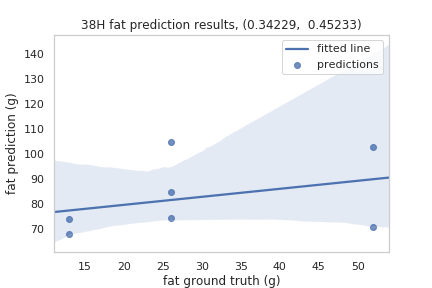 38H fat prediction results, (0.34229,  0.45233)
fitted line
predictions
fat prediction (g)
140
130
120
110
100
90
80
70
15 20 25 30 35 40 45 50
fat ground truth (g)